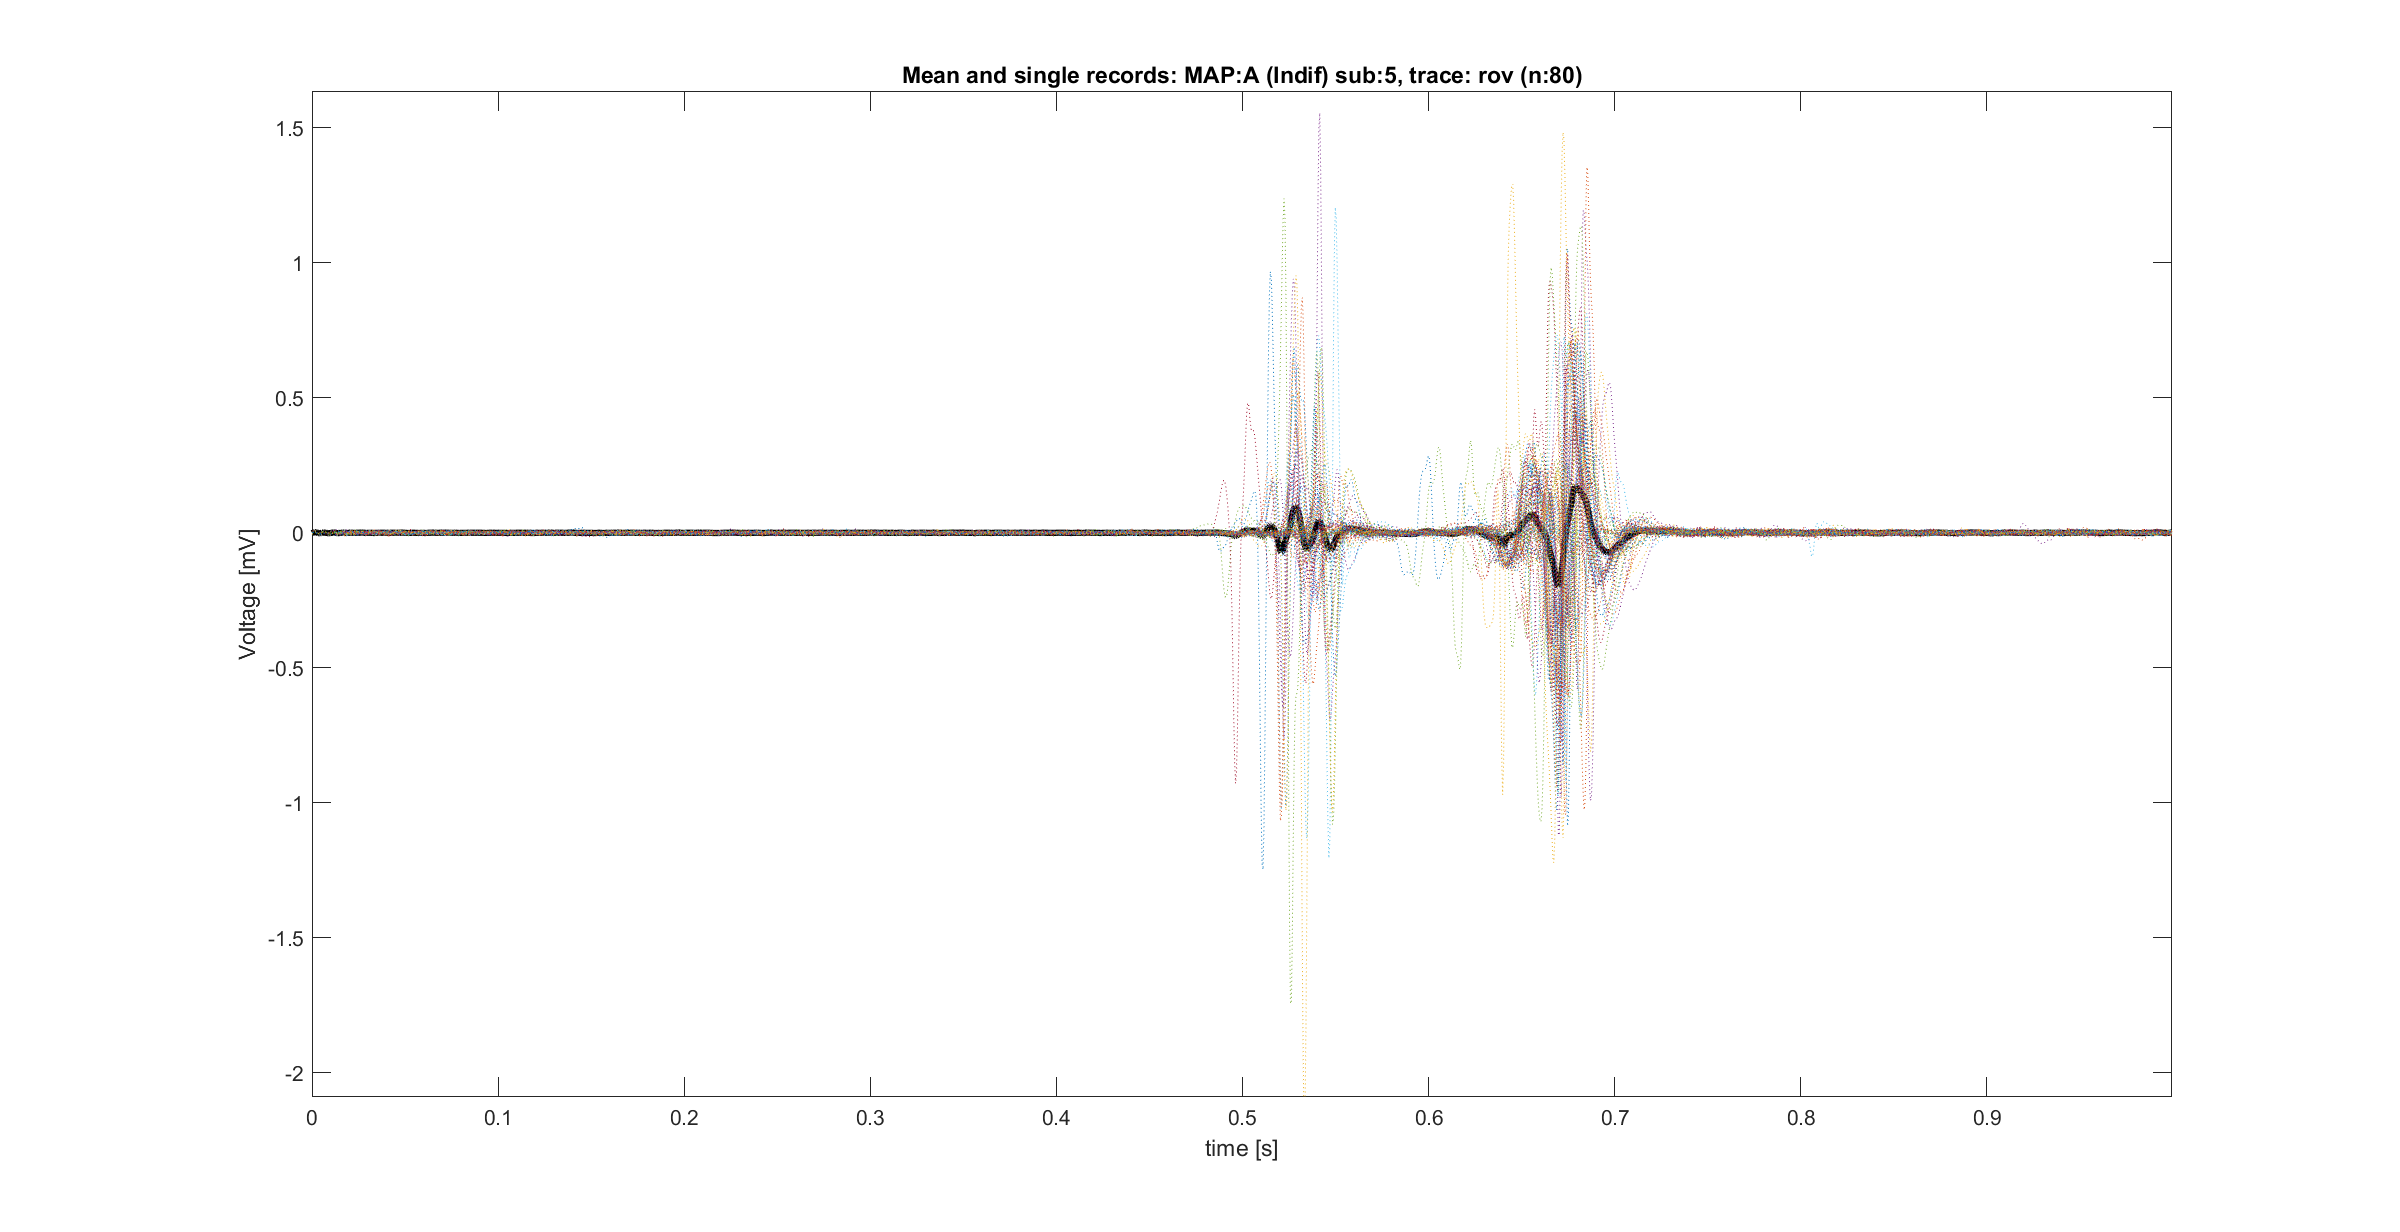 Mean and single records: MAP:A (Indif) sub:5, trace: rov (n:80)
1.5
1
0.5
0
-0.5
-1
-1.5
-2
Voltage [mV]
0 0.1 0.2 0.3 0.4 0.5 0.6 0.7 0.8 0.9
time [s]